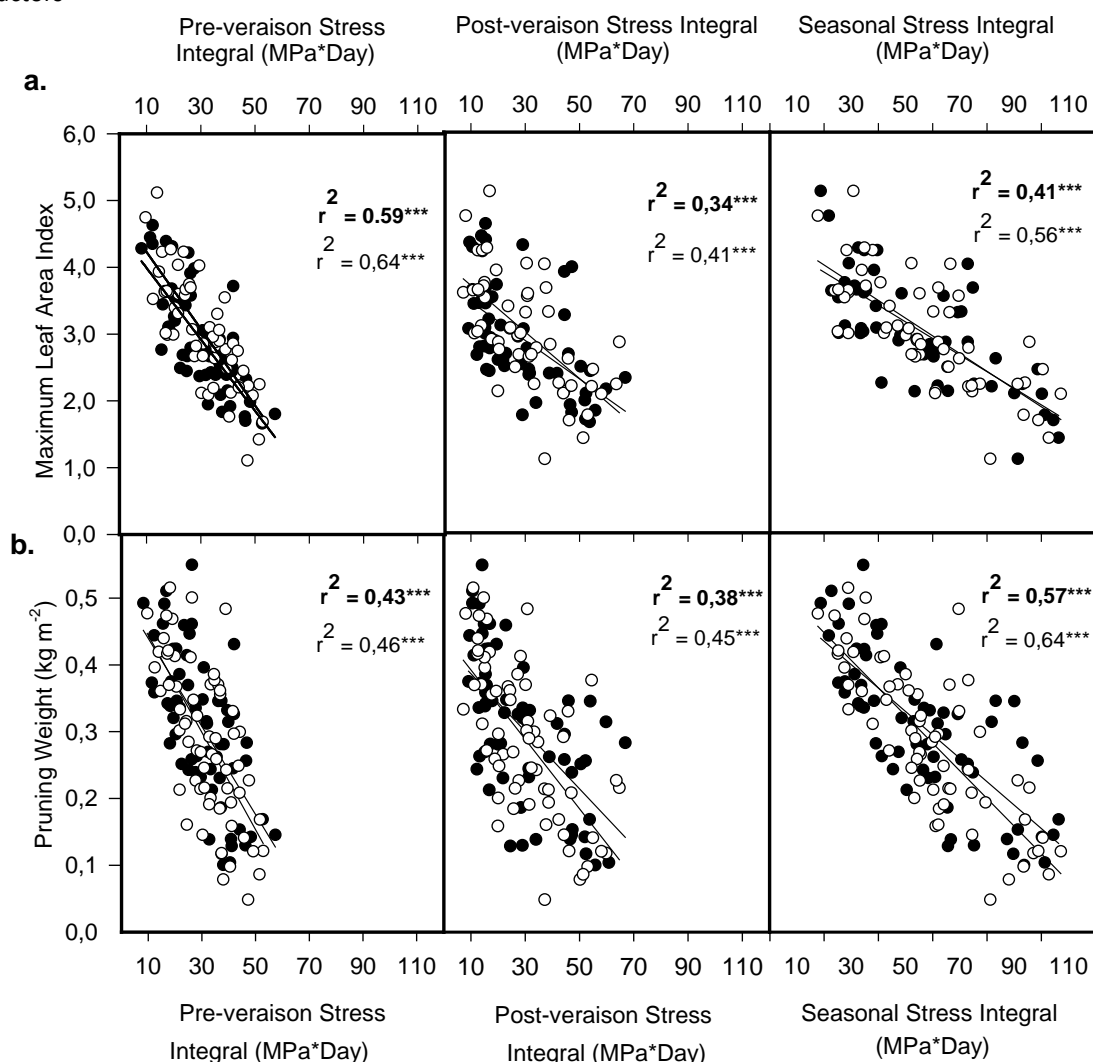 Pre-veraison Stress
Integral (MPa*Day)
Post-veraison Stress Integral
(MPa*Day)
Seasonal Stress Integral
(MPa*Day)
a.
10 30 50 70 90 110
10 30 50 70 90 110
10 30 50 70 90 110
6,0
5,0
4,0
3,0
2,0
1,0
0,0
Maximum Leaf Area Index
r2 = 0.59***
r2 = 0,64***
r2 = 0,34***
r2 = 0,41***
r2 = 0,41***
r2 = 0,56***
b.
0,5
0,4
0,3
0,2
0,1
0,0
Pruning Weight (kg m-2)
r2 = 0,43***
r2 = 0,46***
r2 = 0,38***
r2 = 0,45***
r2 = 0,57***
r2 = 0,64***
10 30 50 70 90 110
10 30 50 70 90 110
10 30 50 70 90 110
Pre-veraison Stress
Integral (MPa*Day)
Post-veraison Stress
Integral (MPa*Day)
Seasonal Stress Integral
(MPa*Day)